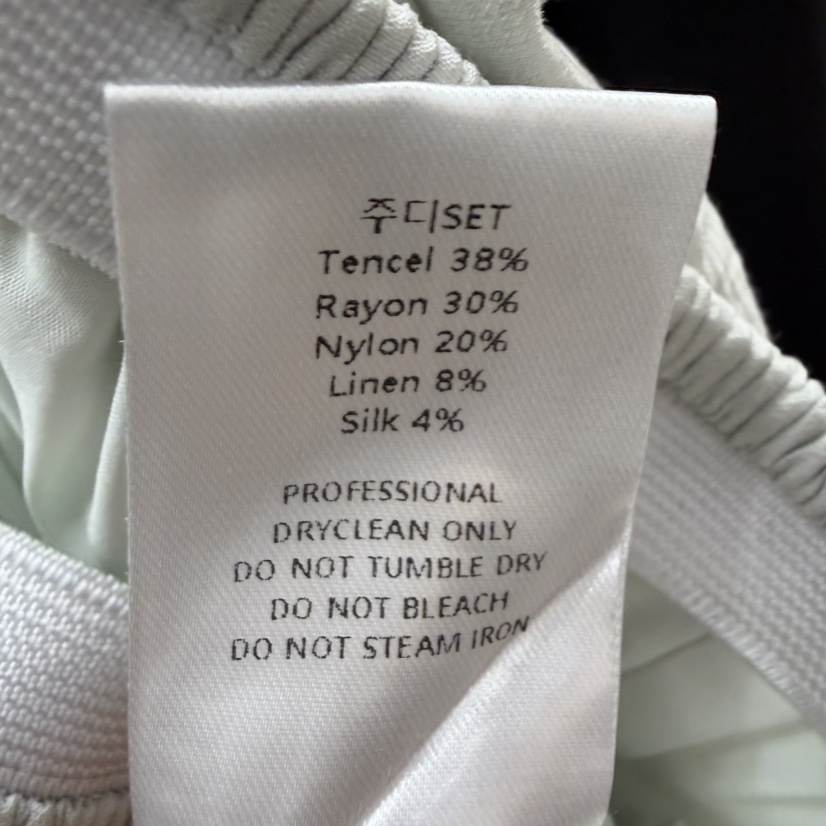 주디SET
Tencel 38%
Rayon 30%
Nylon 20%
Linen 8%
Silk 4%
PROFESSIONAL
DRYCLEAN ONLY
DO NOT TUMBLE DRY
DO NOT BLEACH
DO NOT STEAM IRON